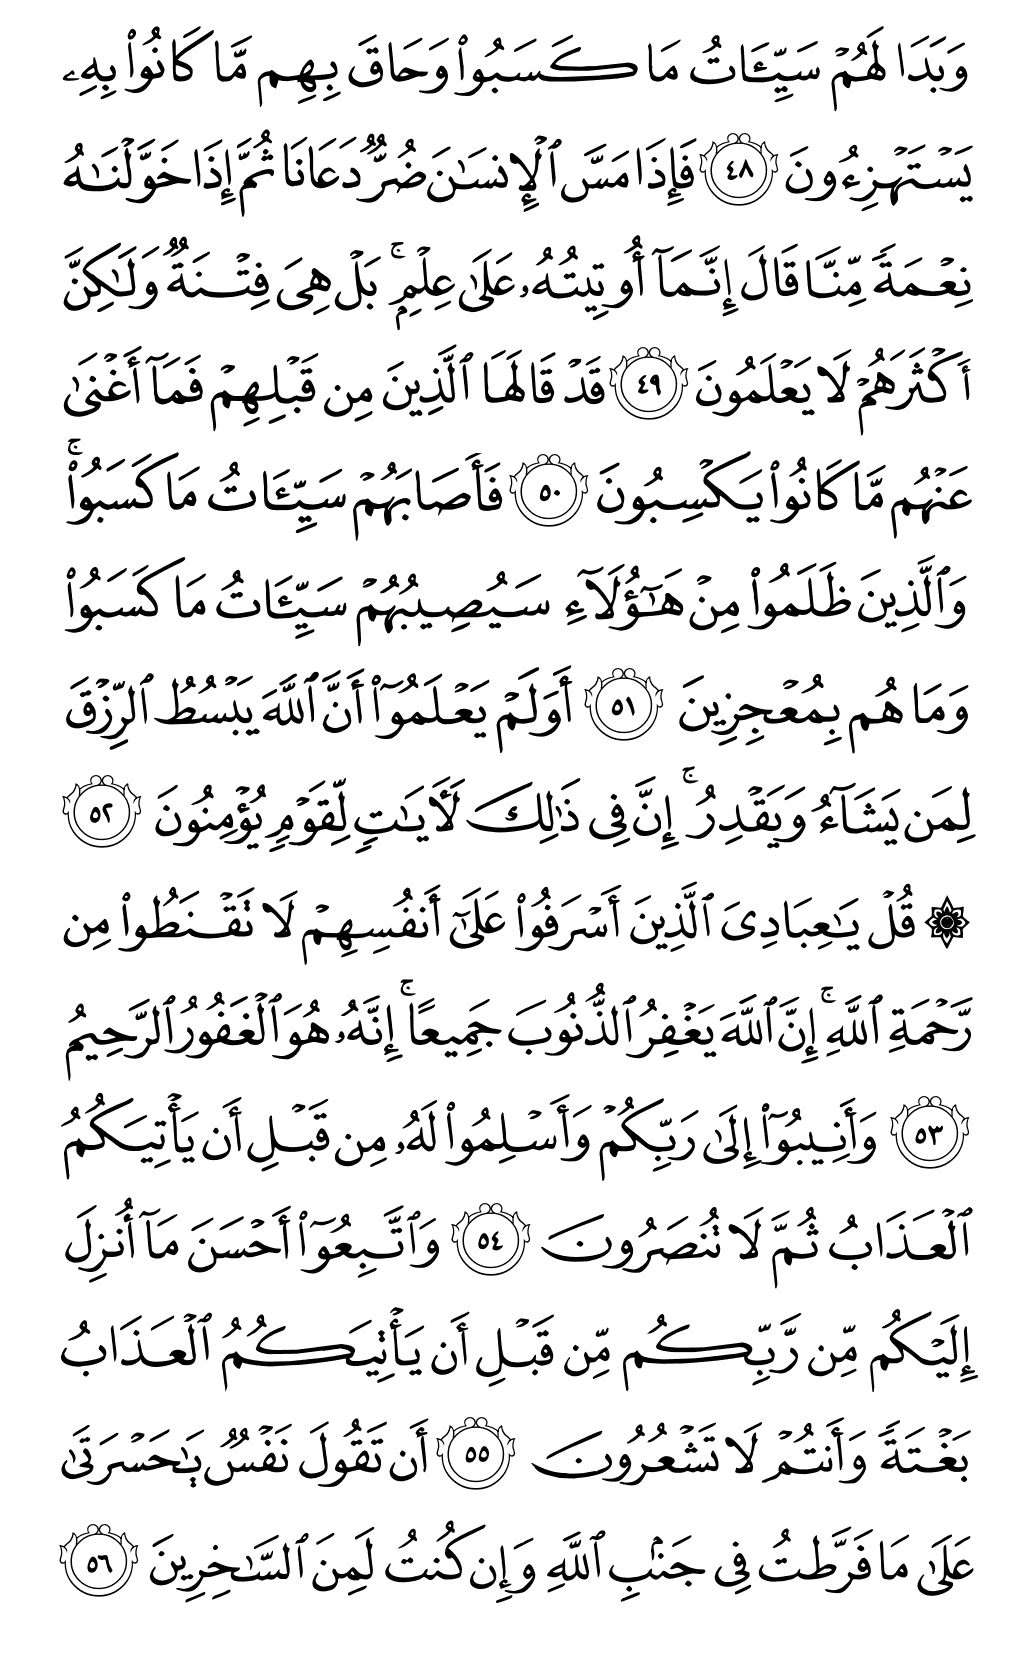 وَبَدَا لَهُمۡ سَيِّـَٔاتُ مَا كَسَبُواْ وَحَاقَ بِهِم مَّا كَانُواْ بِهِۦ
يَسۡتَهۡزِءُونَ ٤٨ فَإِذَا مَسَّ ٱلۡإِنسَٰنَ ضُرّٞ دَعَانَا ثُمَّ إِذَا خَوَّلۡنَٰهُ
نِعۡمَةٗ مِّنَّا قَالَ إِنَّمَآ أُوتِيتُهُۥ عَلَىٰ عِلۡمِۭۚ بَلۡ هِيَ فِتۡنَةٞ وَلَٰكِنَّ
أَكۡثَرَهُمۡ لَا يَعۡلَمُونَ ٤٩ قَدۡ قَالَهَا ٱلَّذِينَ مِن قَبۡلِهِمۡ فَمَآ أَغۡنَىٰ
عَنۡهُم مَّا كَانُواْ يَكۡسِبُونَ ٥٠ فَأَصَابَهُمۡ سَيِّـَٔاتُ مَا كَسَبُواْۚ
وَٱلَّذِينَ ظَلَمُواْ مِنۡ هَٰٓؤُلَآءِ سَيُصِيبُهُمۡ سَيِّـَٔاتُ مَا كَسَبُواْ
وَمَا هُم بِمُعۡجِزِينَ ٥١ أَوَلَمۡ يَعۡلَمُوٓاْ أَنَّ ٱللَّهَ يَبۡسُطُ ٱلرِّزۡقَ
لِمَن يَشَآءُ وَيَقۡدِرُۚ إِنَّ فِي ذَٰلِكَ لَأٓيَٰتٖ لِّقَوۡمٖ يُؤۡمِنُونَ ٥٢
۞ قُلۡ يَٰعِبَادِيَ ٱلَّذِينَ أَسۡرَفُواْ عَلَىٰٓ أَنفُسِهِمۡ لَا تَقۡنَطُواْ مِن
رَّحۡمَةِ ٱللَّهِۚ إِنَّ ٱللَّهَ يَغۡفِرُ ٱلذُّنُوبَ جَمِيعًاۚ إِنَّهُۥ هُوَ ٱلۡغَفُورُ ٱلرَّحِيمُ
٥٣ وَأَنِيبُوٓاْ إِلَىٰ رَبِّكُمۡ وَأَسۡلِمُواْ لَهُۥ مِن قَبۡلِ أَن يَأۡتِيَكُمُ
ٱلۡعَذَابُ ثُمَّ لَا تُنصَرُونَ ٥٤ وَٱتَّبِعُوٓاْ أَحۡسَنَ مَآ أُنزِلَ
إِلَيۡكُم مِّن رَّبِّكُم مِّن قَبۡلِ أَن يَأۡتِيَكُمُ ٱلۡعَذَابُ
بَغۡتَةٗ وَأَنتُمۡ لَا تَشۡعُرُونَ ٥٥ أَن تَقُولَ نَفۡسٞ يَٰحَسۡرَتَىٰ
عَلَىٰ مَا فَرَّطتُ فِي جَنۢبِ ٱللَّهِ وَإِن كُنتُ لَمِنَ ٱلسَّٰخِرِينَ ٥٦